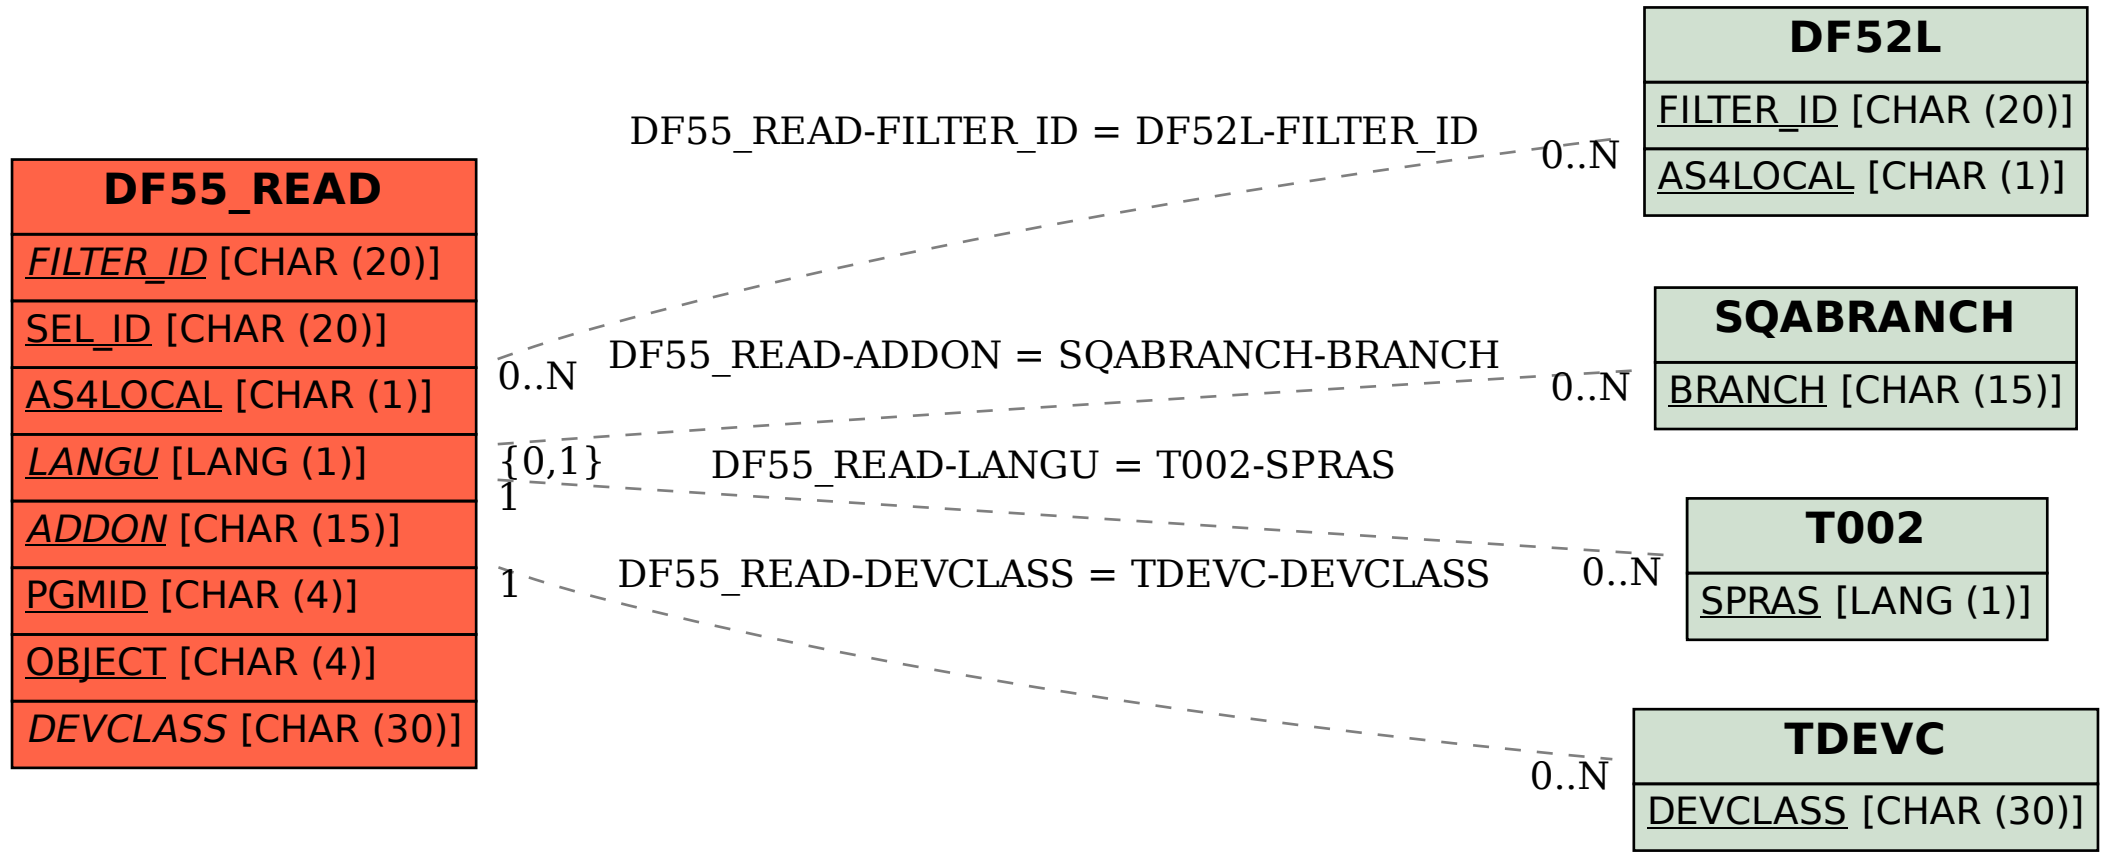 DF55_READ
FILTER_ID [CHAR (20)]
SEL_ID [CHAR (20)]
AS4LOCAL [CHAR (1)]
LANGU [LANG (1)]
ADDON [CHAR (15)]
PGMID [CHAR (4)]
OBJECT [CHAR (4)]
DEVCLASS [CHAR (30)]
DF55_READ-FILTER_ID = DF52L-FILTER_ID
0..N
0..N
DF55_READ-ADDON = SQABRANCH-BRANCH
0..N
{0,1}
DF55_READ-LANGU = T002-SPRAS
1
0..N
DF55_READ-DEVCLASS = TDEVC-DEVCLASS
1
0..N
DF52L
FILTER_ID [CHAR (20)]
AS4LOCAL [CHAR (1)]
SQABRANCH
BRANCH [CHAR (15)]
T002
SPRAS [LANG (1)]
TDEVC
DEVCLASS [CHAR (30)]